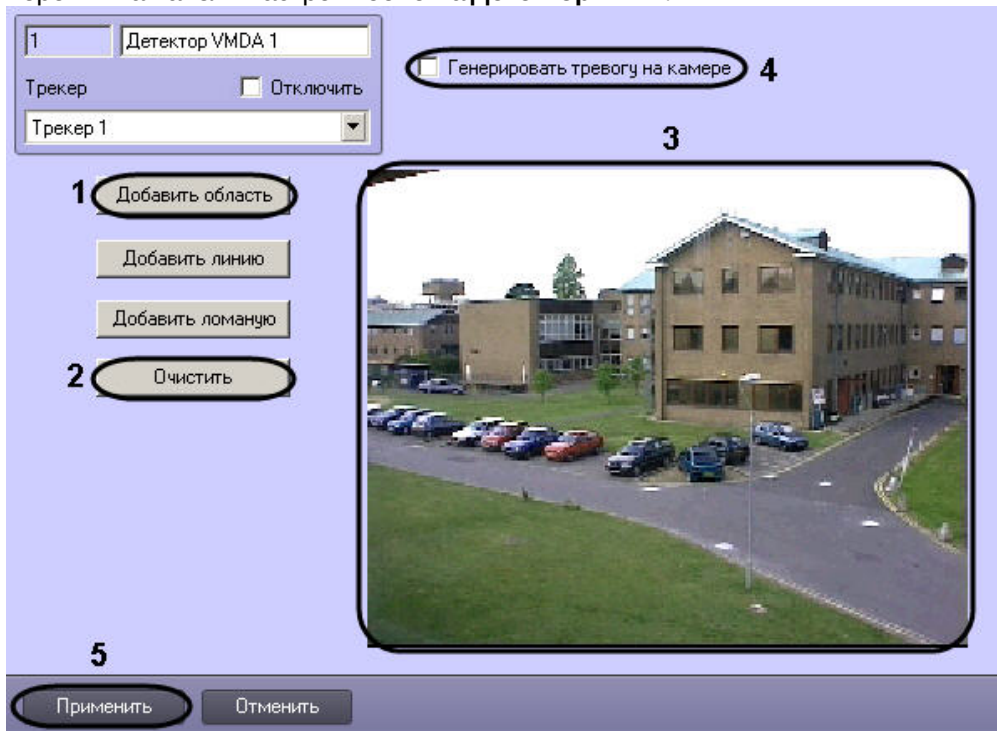 1 Детектор VMDA 1
Генерировать тревогу на камере 4
Трекер Отключить
Трекер 1
3
1 Добавить область
Добавить линию
Добавить ломаную
2 Очистить
5
Применить Отменить